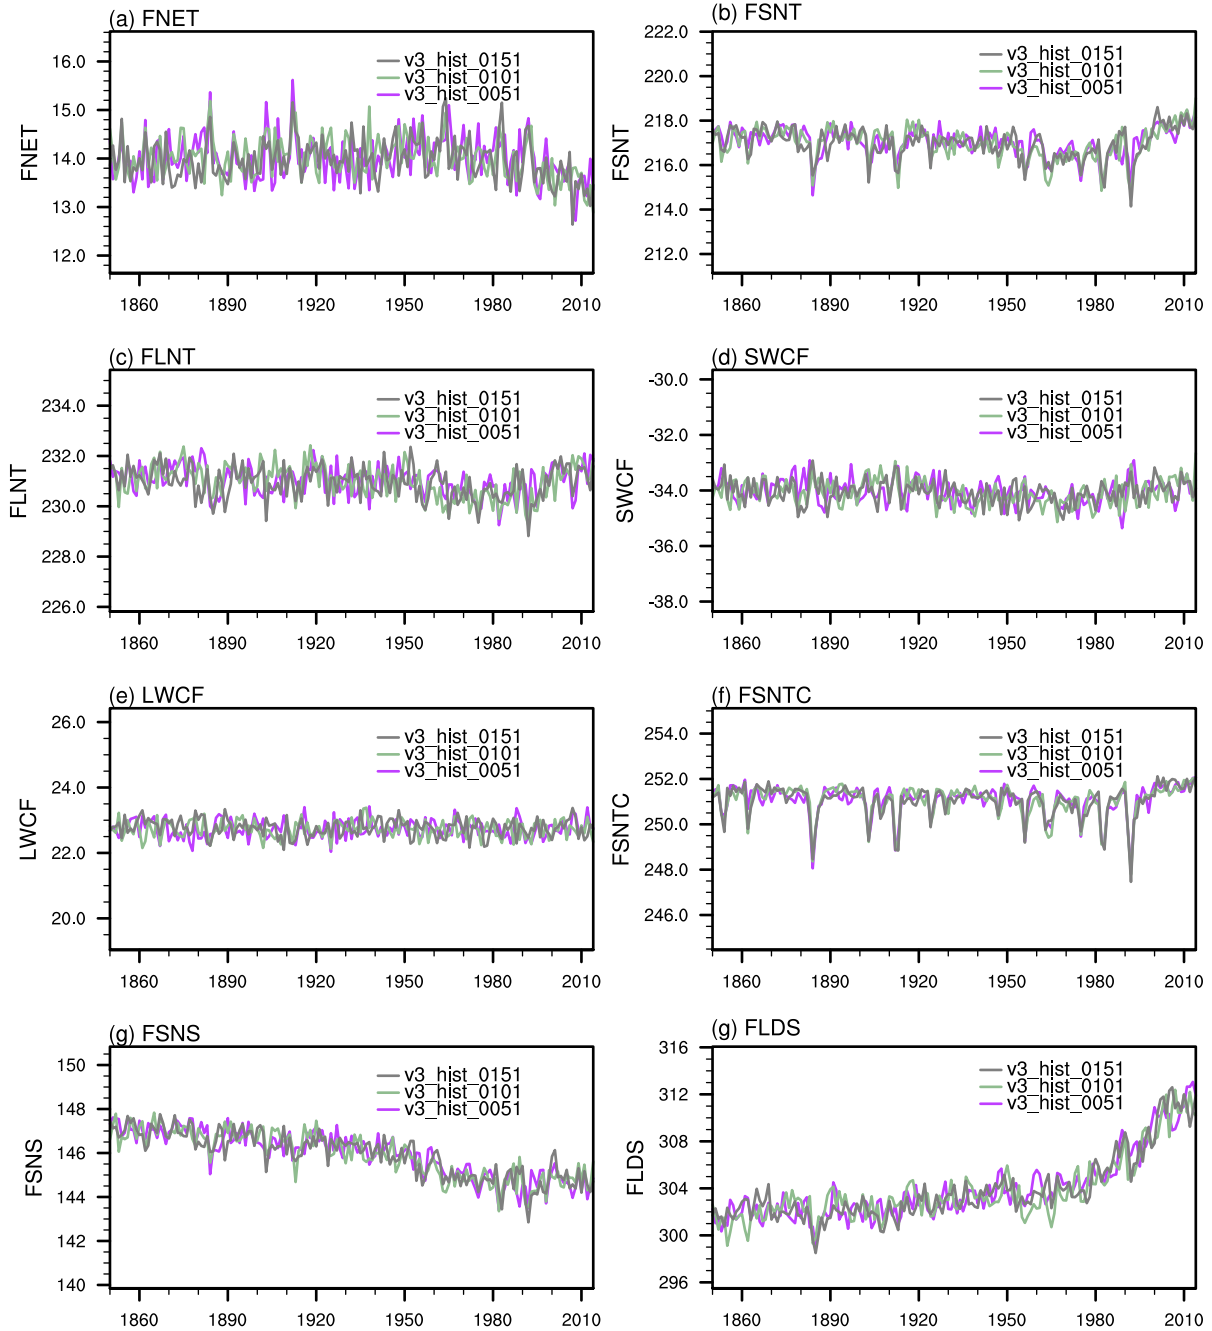 (a) FNET
v3_hist_0151
v3_hist_0101
v3_hist_0051
FNET
16.0
15.0
14.0
13.0
12.0
1860 1890 1920 1950 1980 2010
(b) FSNT
v3_hist_0151
v3_hist_0101
v3_hist_0051
FSNT
222.0
220.0
218.0
216.0
214.0
212.0
1860 1890 1920 1950 1980 2010
(c) FLNT
v3_hist_0151
v3_hist_0101
v3_hist_0051
FLNT
234.0
232.0
230.0
228.0
226.0
1860 1890 1920 1950 1980 2010
(d) SWCF
v3_hist_0151
v3_hist_0101
v3_hist_0051
SWCF
-30.0
-32.0
-34.0
-36.0
-38.0
1860 1890 1920 1950 1980 2010
(e) LWCF
v3_hist_0151
v3_hist_0101
v3_hist_0051
LWCF
26.0
24.0
22.0
20.0
1860 1890 1920 1950 1980 2010
(f) FSNTC
v3_hist_0151
v3_hist_0101
v3_hist_0051
FSNTC
254.0
252.0
250.0
248.0
246.0
1860 1890 1920 1950 1980 2010
(g) FSNS
v3_hist_0151
v3_hist_0101
v3_hist_0051
FSNS
150
148
146
144
142
140
1860 1890 1920 1950 1980 2010
(g) FLDS
v3_hist_0151
v3_hist_0101
v3_hist_0051
FLDS
316
312
308
304
300
296
1860 1890 1920 1950 1980 2010